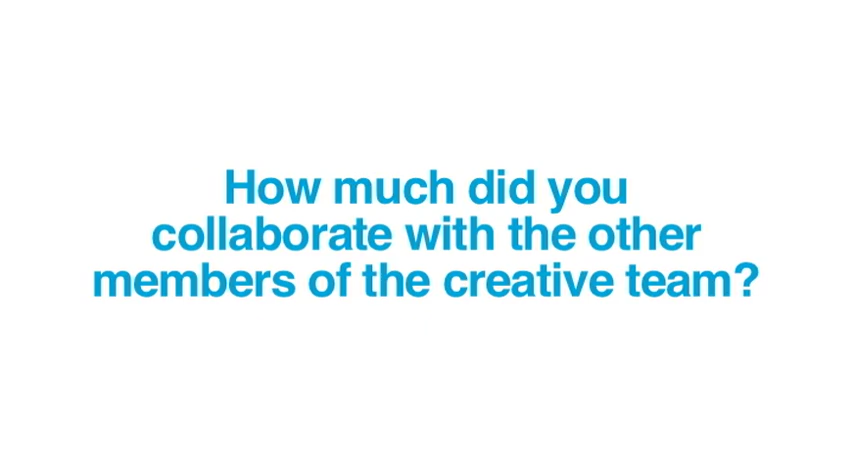 How much did you
collaborate with the other
members of the creative team?